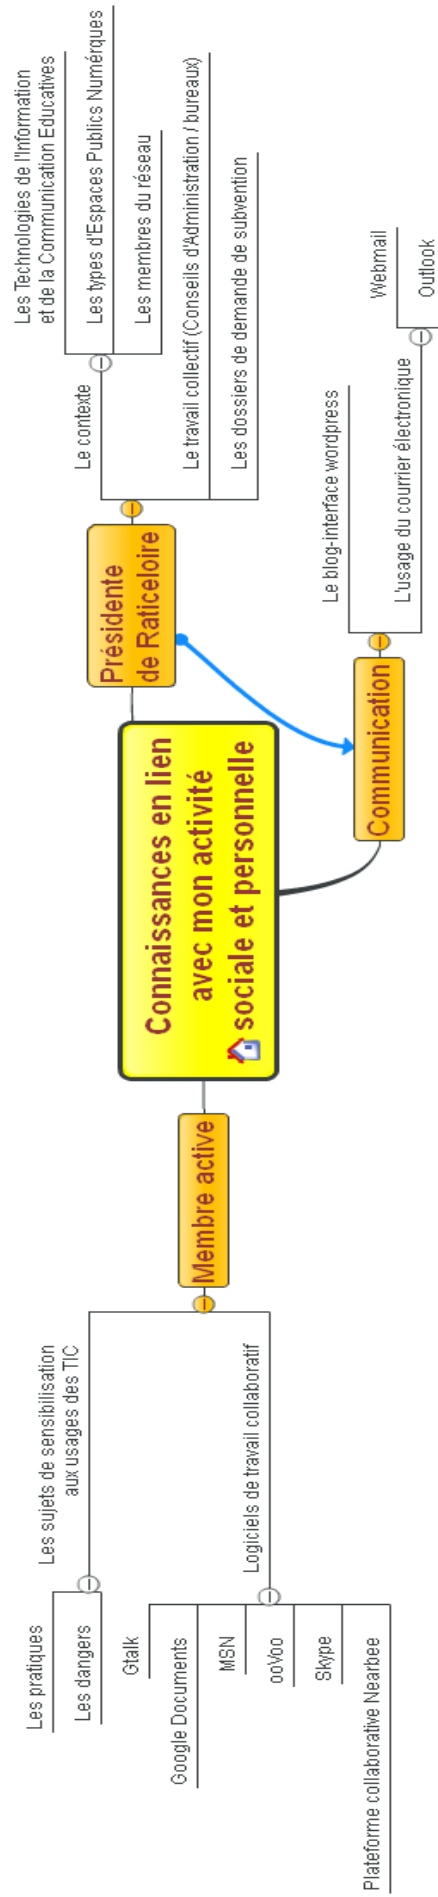 Connaissances en lien
avec mon activité
sociale et personnelle
Présidente
de Raticeloire
Le contexte
Les Technologies de l'Information
et de la Communication Educatives
Les types d'Espaces Publics Numérques
Les membres du réseau
Le travail collectif (Conseils d'Administration / bureaux)
Les dossiers de demande de subvention
Communication
Le blog-interface wordpress
L'usage du courrier électronique
Webmail
Outlook
Membre active
Les sujets de sensibilisation
aux usages des TIC
Les pratiques
Les dangers
Logiciels de travail collaboratif
Gtalk
Google Documents
MSN
ooVoo
Skype
Plateforme collaborative Nearbee